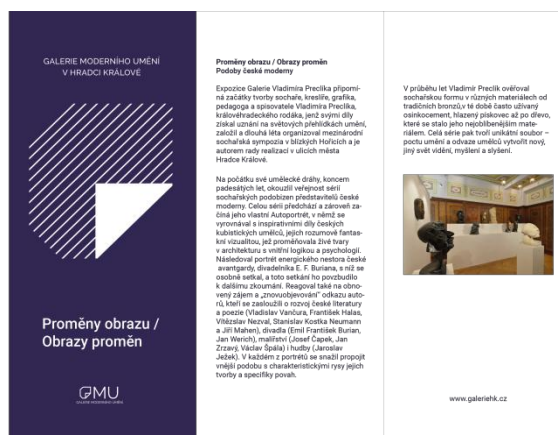 GALERIE MODERNÍHO UMĚNÍ
V HRADCI KRÁLOVÉ
Proměny obrazu /
Obrazy proměn
GMU
GALERIE MODERNÍHO UMĚNÍ
Proměny obrazu / Obrazy proměn
Podoby české moderny
Expozice Galerie Vladimíra Preclíka připomí-
ná začátky tvorby sochaře, kreslíře, grafika,
pedagoga a spisovatele Vladimíra Preclíka,
královéhradeckého rodáka, jenž svými díly
získal uznání na světových přehlídkách umění,
založil a dlouhá léta organizoval mezinárodní
sochařská sympozia v blízkých Hořicích a je
autorem rady realizací v ulicích města
Hradce Králové.
Na počátku své umělecké dráhy, koncem
padesátých let, okouzlil veřejnost sérií
sochařských podobizen představitelů české
moderny. Celou sérii předchází a zároveň za-
číná jeho vlastní Autoportrét, v němž se
vyrovnával s inspirativními díly českých
kubistických umělců, jejich rozumově fantas-
kní vizualitou, jež proměňovala živé tvary
v architekturu s vnitřní logikou a psychologií.
Následoval portrét energického nestora české
avantgardy, divadelníka E. F. Buriana, s níž se
osobně setkal, a toto setkání ho povzbudilo
k dalšímu zkoumání. Reagoval také na obno-
vený zájem a „znovuobjevování“ odkazu auto-
rů, kteří se zasloužili o rozvoj české literatury
a poezie (Vladislav Vančura, František Halas,
Vítězslav Nezval, Stanislav Kostka Neumann
a Jiří Mahen), divadla (Emil František Burian,
Jan Werich), malířství (Josef Čapek, Jan
Zrzavý, Václav Špála) i hudby (Jaroslav
Ježek). V každém z portrétů se snažil propojit
vnější podobu s charakteristickými rysy jejich
tvorby a specifiky povah.
V průběhu let Vladimír Preclík ověřoval
sochařskou formu v různých materiálech od
tradičních bronzů,v té době často užívaný
osinkocement, hlazený pískovec až po dřevo,
které se stalo jeho nejoblíbenějším mate-
riálem. Celá série pak tvoří unikátní soubor –
poctu umění a odvaze umělců vytvořit nový,
jiný svět vidění, myšlení a slyšení.
www.galeriehk.cz